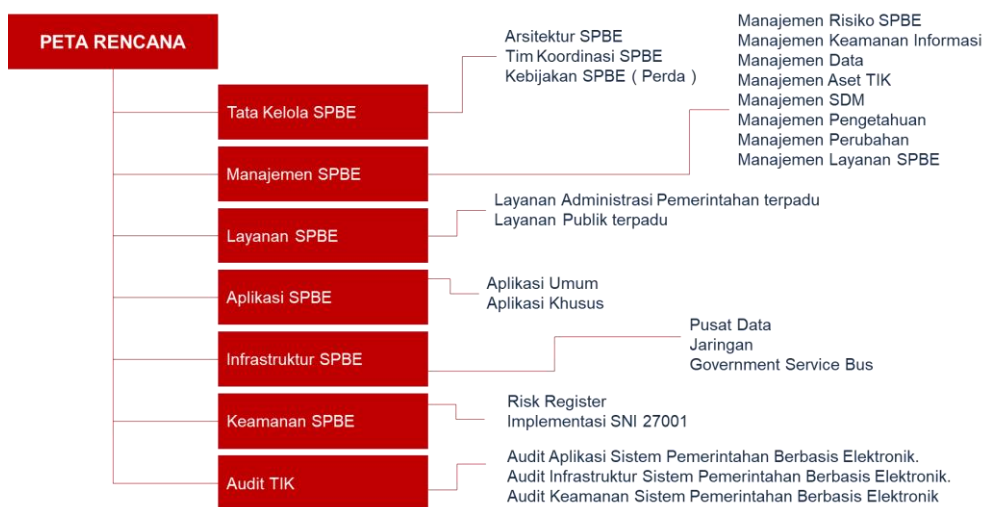 PETA RENCANA
Tata Kelola SPBE
Arsitektur SPBE
Tim Koordinasi SPBE
Kebijakan SPBE ( Perda )
Manajemen SPBE
Manajemen Risiko SPBE
Manajemen Keamanan Informasi
Manajemen Data
Manajemen Aset TIK
Manajemen SDM
Manajemen Pengetahuan
Manajemen Perubahan
Manajemen Layanan SPBE
Layanan SPBE
Layanan Administrasi Pemerintahan terpadu
Layanan Publik terpadu
Aplikasi SPBE
Aplikasi Umum
Aplikasi Khusus
Infrastruktur SPBE
Pusat Data
Jaringan
Government Service Bus
Keamanan SPBE
Risk Register
Implementasi SNI 27001
Audit TIK
Audit Aplikasi Sistem Pemerintahan Berbasis Elektronik.
Audit Infrastruktur Sistem Pemerintahan Berbasis Elektronik.
Audit Keamanan Sistem Pemerintahan Berbasis Elektronik